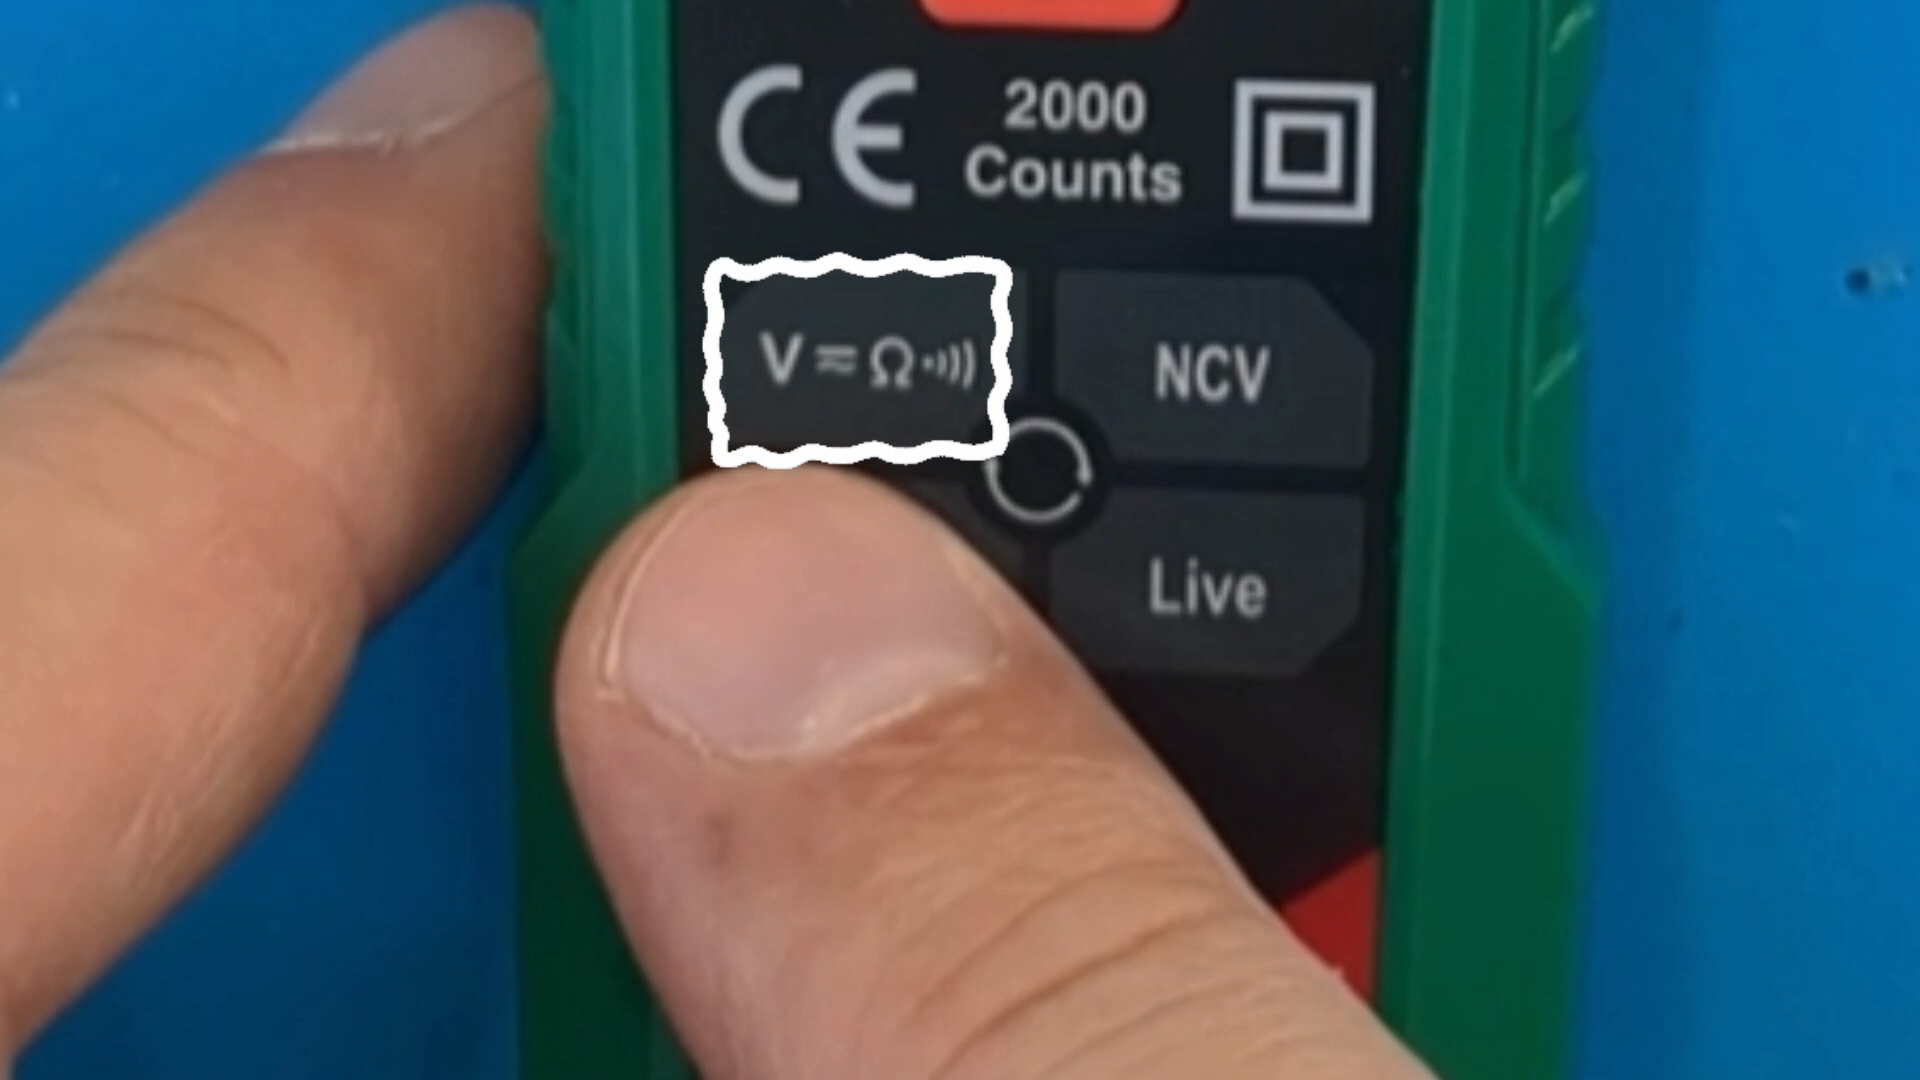 CE
2000
Counts
V ≂ Ω ·)))
NCV
Live